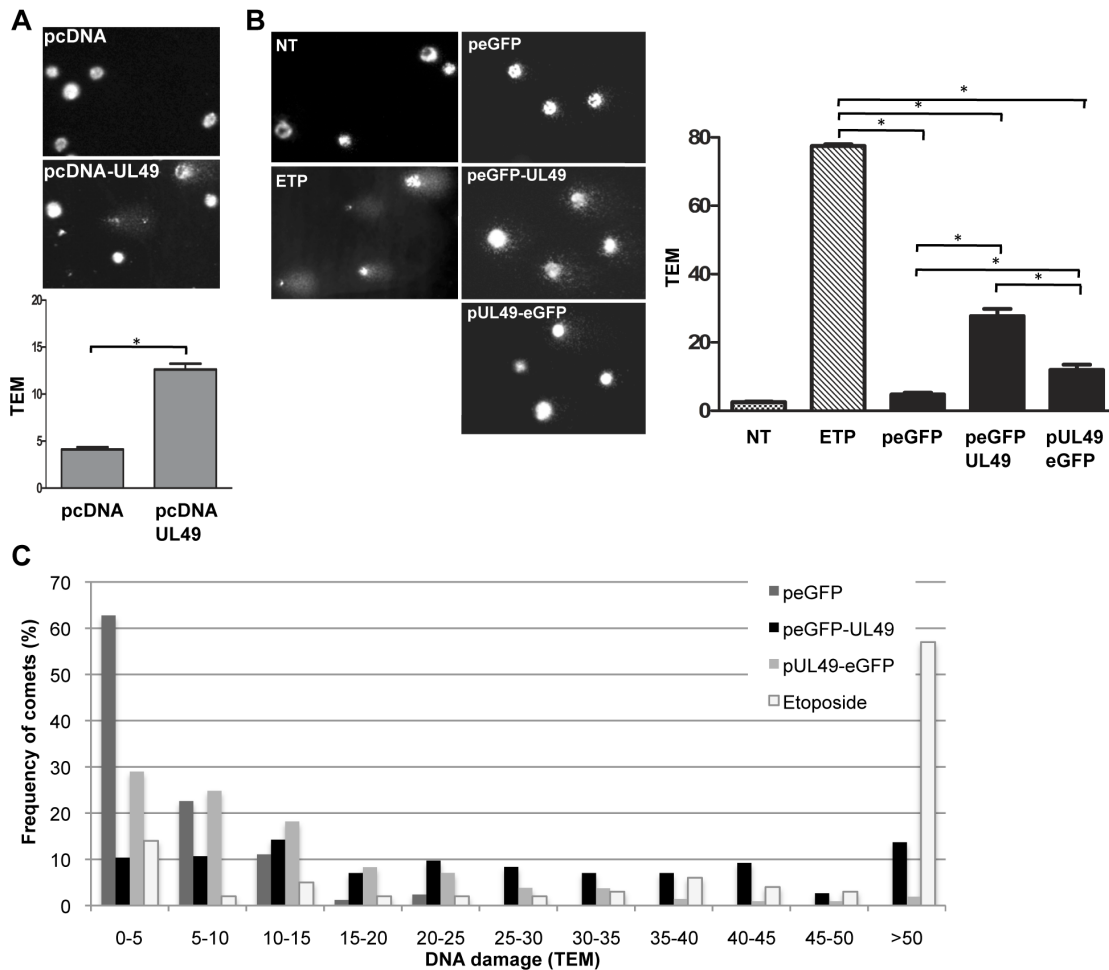 A
pcDNA
pcDNA-UL49
20
15
10
5
0
TEM
*
pcDNA
pcDNA
UL49
B
NT
peGFP
ETP
peGFP-UL49
pUL49-eGFP
*
*
*
*
*
*
80
60
40
20
0
TEM
NT
ETP
peGFP
peGFP
UL49
pUL49
eGFP
C
70
60
50
40
30
20
10
0
Frequency of comets (%)
peGFP
peGFP-UL49
pUL49-eGFP
Etoposide
0-5 5-10 10-15 15-20 20-25 25-30 30-35 35-40 40-45 45-50 >50
DNA damage (TEM)